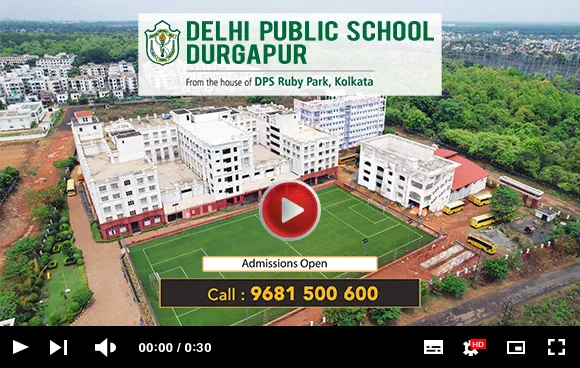 DELHI PUBLIC SCHOOL
DURGAPUR
From the house of DPS Ruby Park, Kolkata
Admissions Open
Call : 9681 500 600
00:00 / 0:30
HD